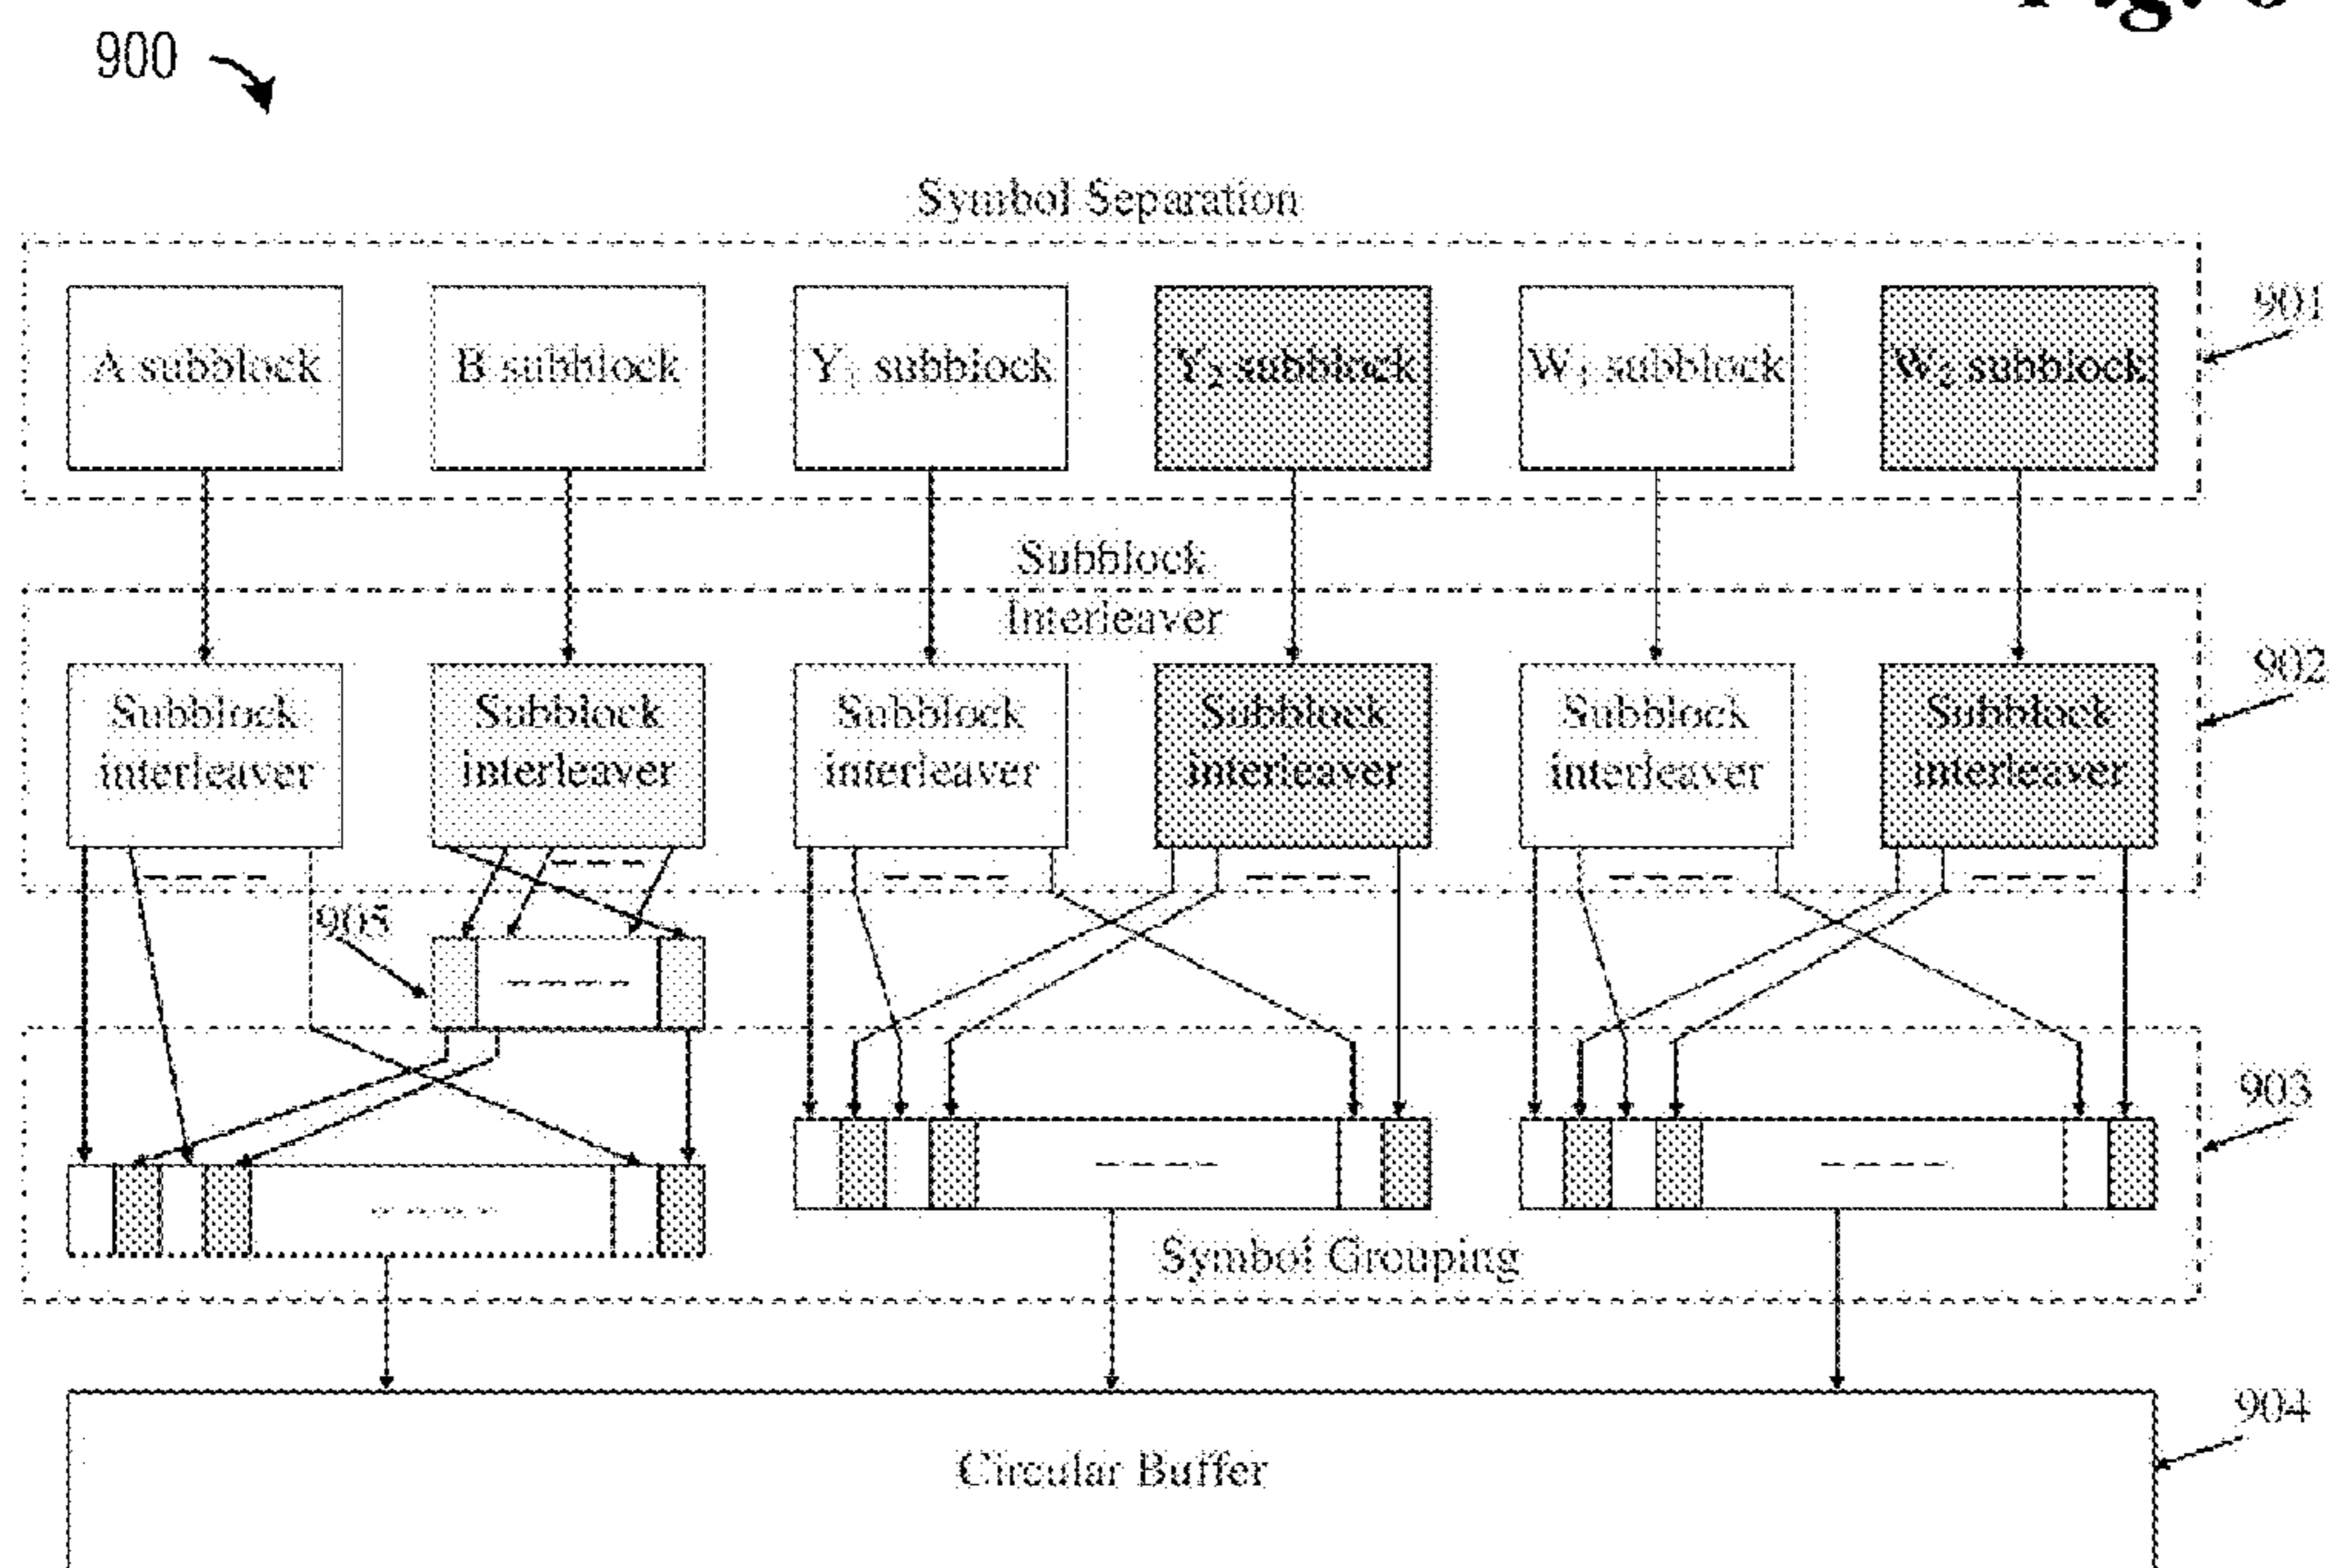 900
Symbol Separation
A subblock
B subblock
Y₁ subblock
Y₂ subblock
W₁ subblock
W₂ subblock
901
Subblock
Interleaver
Subblock
interleaver
Subblock
interleaver
Subblock
interleaver
Subblock
interleaver
Subblock
interleaver
Subblock
interleaver
902
905
903
Symbol Grouping
904
Circular Buffer